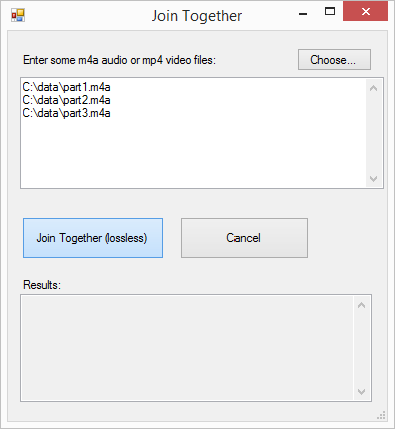 Join Together
Enter some m4a audio or mp4 video files:
Choose...
C:\data\part1.m4a
C:\data\part2.m4a
C:\data\part3.m4a
Join Together (lossless)
Cancel
Results: